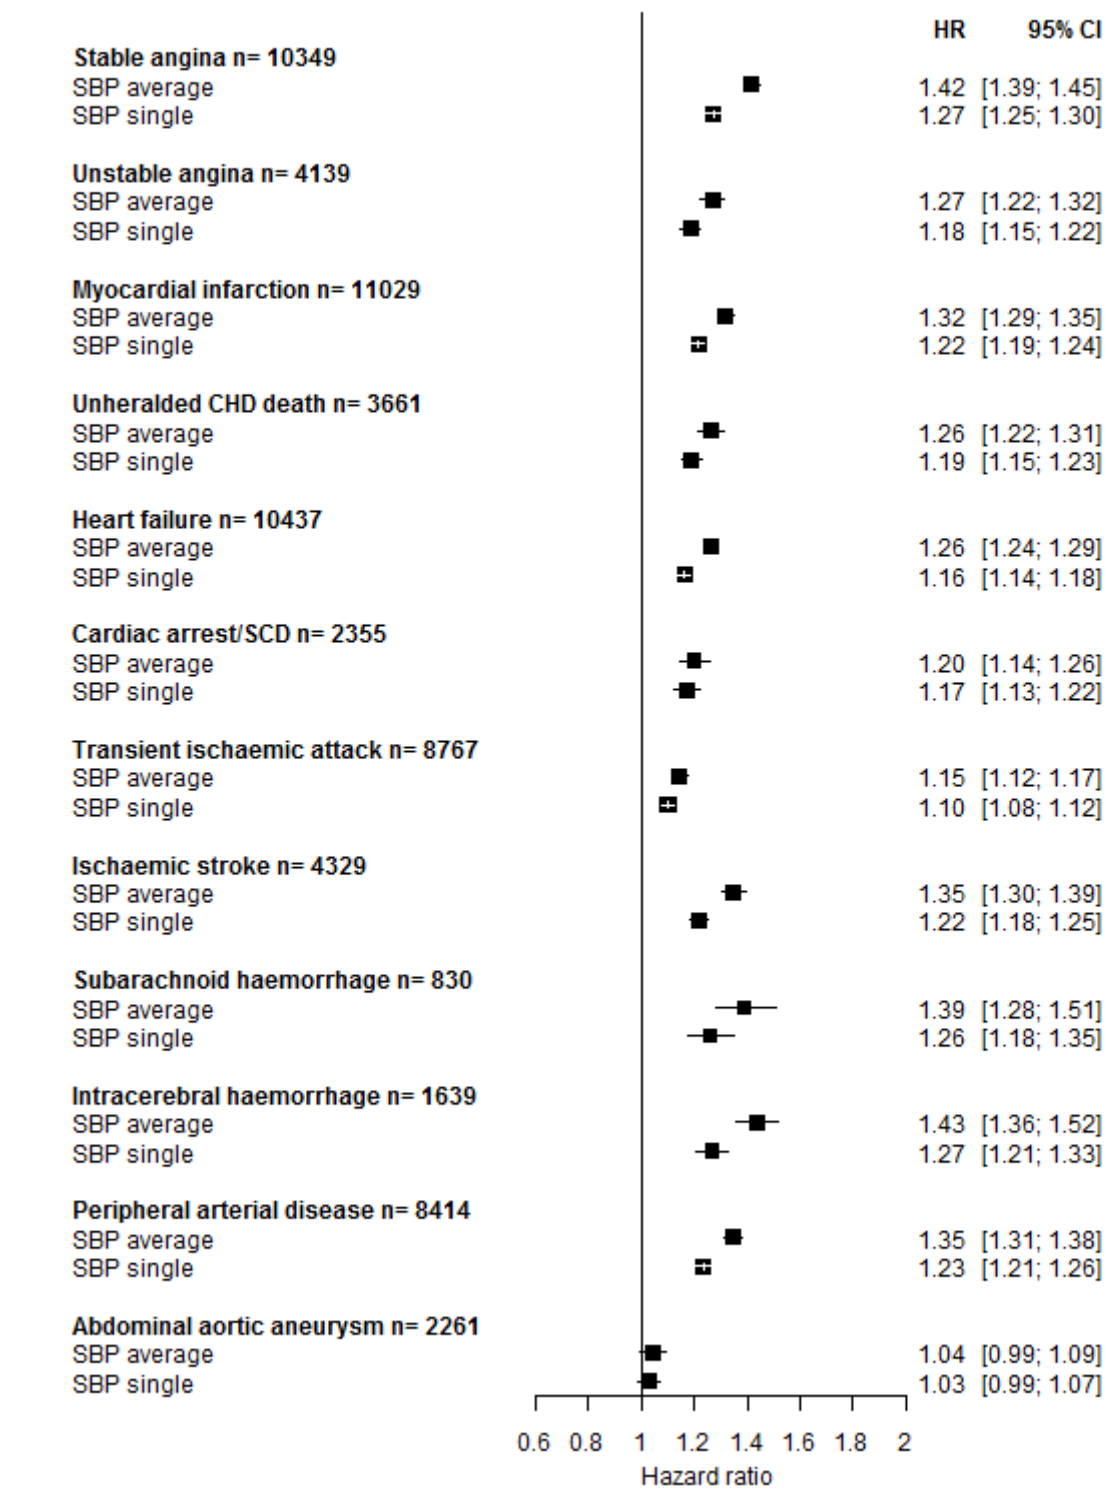 HR 95% CI
Stable angina n= 10349
SBP average 1.42 [1.39; 1.45]
SBP single 1.27 [1.25; 1.30]
Unstable angina n= 4139
SBP average 1.27 [1.22; 1.32]
SBP single 1.18 [1.15; 1.22]
Myocardial infarction n= 11029
SBP average 1.32 [1.29; 1.35]
SBP single 1.22 [1.19; 1.24]
Unheralded CHD death n= 3661
SBP average 1.26 [1.22; 1.31]
SBP single 1.19 [1.15; 1.23]
Heart failure n= 10437
SBP average 1.26 [1.24; 1.29]
SBP single 1.16 [1.14; 1.18]
Cardiac arrest/SCD n= 2355
SBP average 1.20 [1.14; 1.26]
SBP single 1.17 [1.13; 1.22]
Transient ischaemic attack n= 8767
SBP average 1.15 [1.12; 1.17]
SBP single 1.10 [1.08; 1.12]
Ischaemic stroke n= 4329
SBP average 1.35 [1.30; 1.39]
SBP single 1.22 [1.18; 1.25]
Subarachnoid haemorrhage n= 830
SBP average 1.39 [1.28; 1.51]
SBP single 1.26 [1.18; 1.35]
Intracerebral haemorrhage n= 1639
SBP average 1.43 [1.36; 1.52]
SBP single 1.27 [1.21; 1.33]
Peripheral arterial disease n= 8414
SBP average 1.35 [1.31; 1.38]
SBP single 1.23 [1.21; 1.26]
Abdominal aortic aneurysm n= 2261
SBP average 1.04 [0.99; 1.09]
SBP single 1.03 [0.99; 1.07]
0.6 0.8 1 1.2 1.4 1.6 1.8 2
Hazard ratio